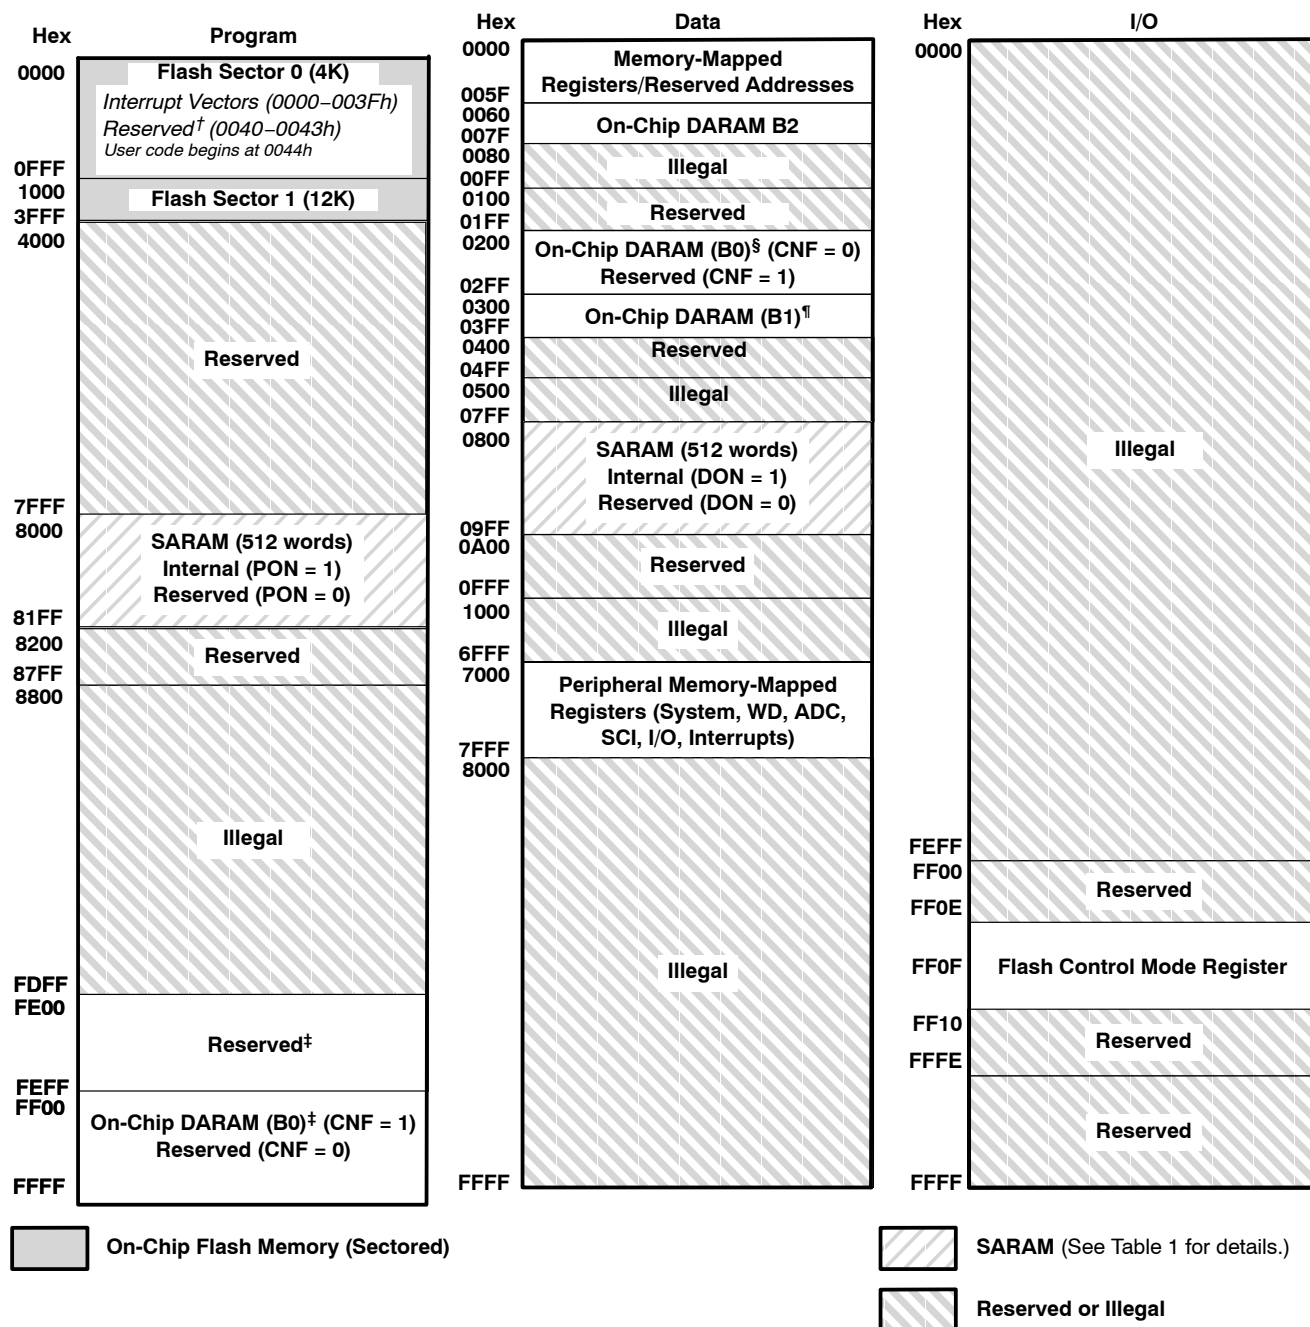 Hex Program
0000
Flash Sector 0 (4K)
Interrupt Vectors (0000–003Fh)
Reserved† (0040–0043h)
User code begins at 0044h
0FFF
1000
Flash Sector 1 (12K)
3FFF
4000
Reserved
7FFF
8000
SARAM (512 words)
Internal (PON = 1)
Reserved (PON = 0)
81FF
8200
Reserved
87FF
8800
Illegal
FDFF
FE00
Reserved‡
FEFF
FF00
On-Chip DARAM (B0)‡ (CNF = 1)
Reserved (CNF = 0)
FFFF
Hex Data
0000
Memory-Mapped
Registers/Reserved Addresses
005F
0060
On-Chip DARAM B2
007F
0080
Illegal
00FF
0100
Reserved
01FF
0200
On-Chip DARAM (B0)§ (CNF = 0)
Reserved (CNF = 1)
02FF
0300
On-Chip DARAM (B1)¶
03FF
0400
Reserved
04FF
0500
Illegal
07FF
0800
SARAM (512 words)
Internal (DON = 1)
Reserved (DON = 0)
09FF
0A00
Reserved
0FFF
1000
Illegal
6FFF
7000
Peripheral Memory-Mapped
Registers (System, WD, ADC,
SCI, I/O, Interrupts)
7FFF
8000
Illegal
FFFF
Hex I/O
0000
Illegal
FEFF
FF00
Reserved
FF0E
FF0F Flash Control Mode Register
FF10
Reserved
FFFE
Reserved
FFFF
On-Chip Flash Memory (Sectored)
SARAM (See Table 1 for details.)
Reserved or Illegal